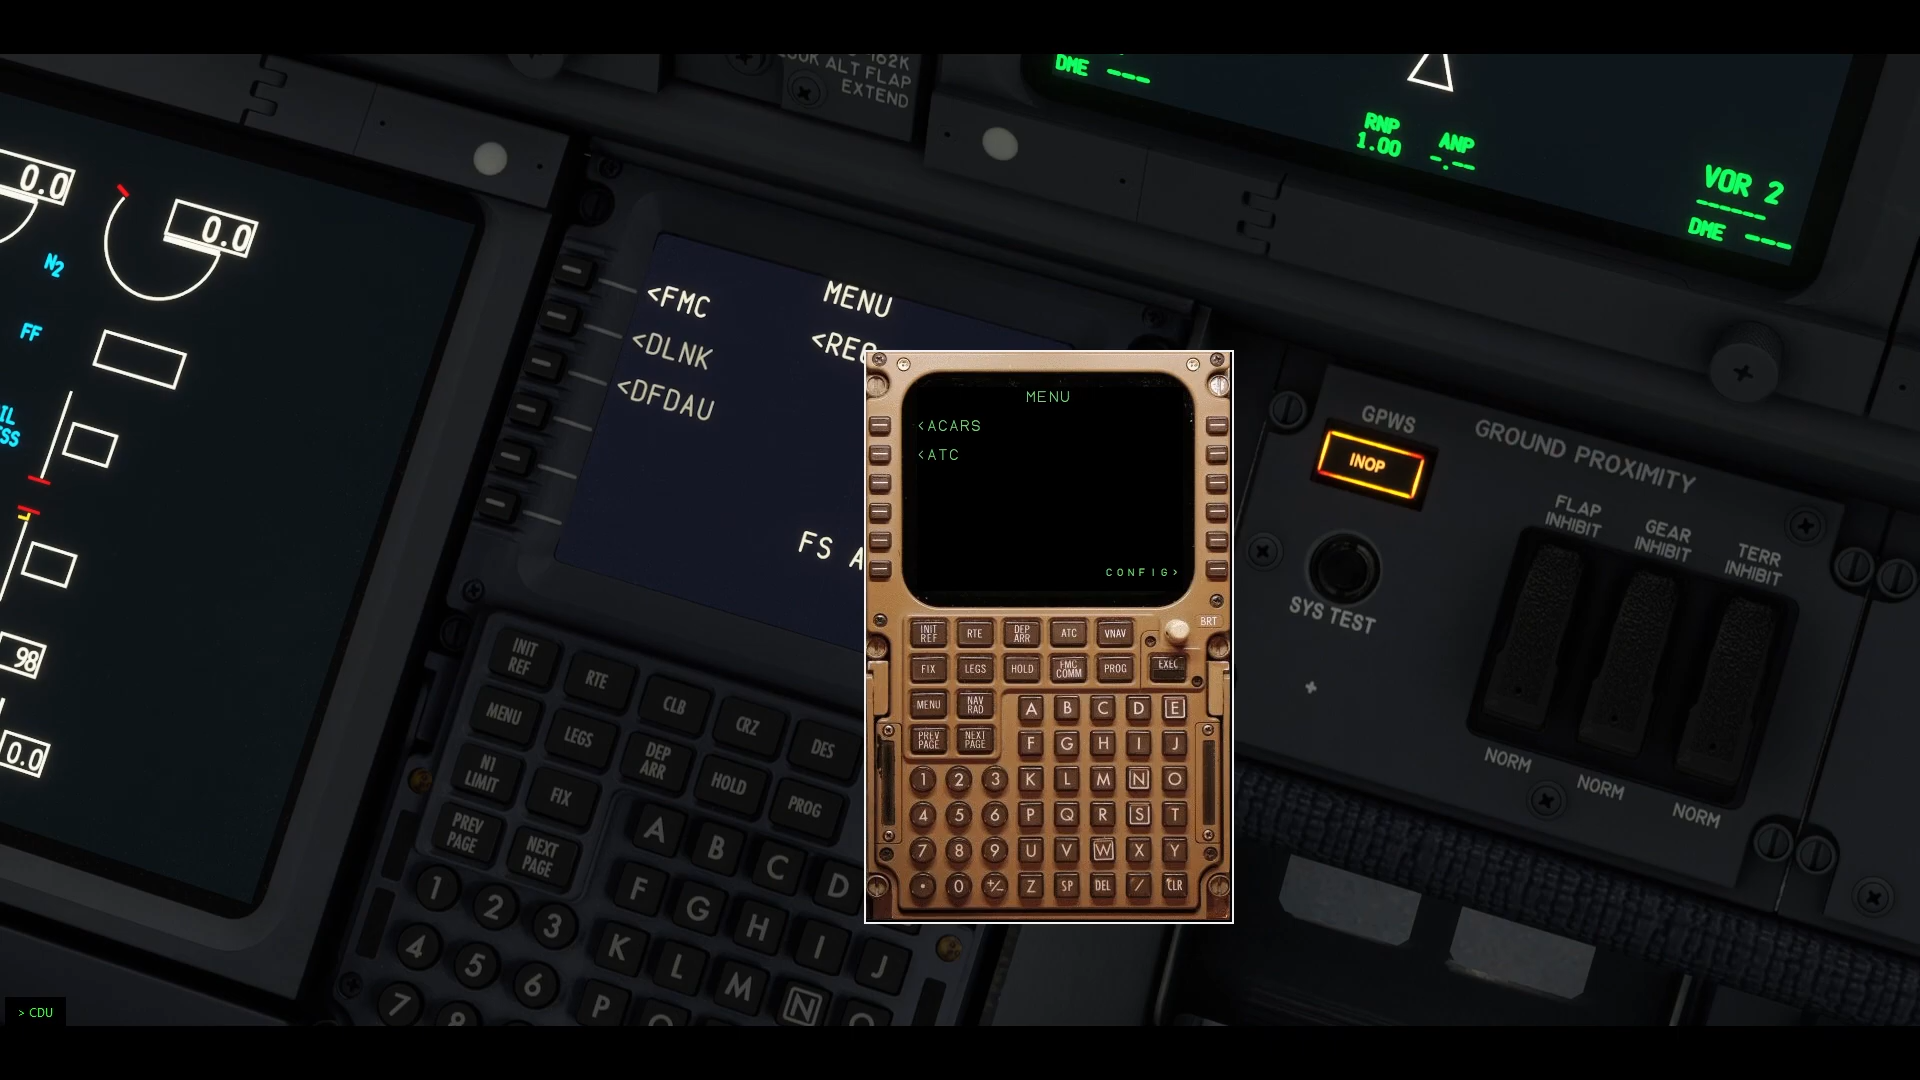 LOOK ALT FLAP
EXTEND
DME ---
RNP
1.00
ANP
-.--
VOR 2
------
DME ---
0.0
0.0
N2
FF
98
0.0
<FMC
MENU
<DLNK
<DFDAU
FS
INIT
REF
RTE
CLB
CRZ
DES
MENU
LEGS
DEP
ARR
HOLD
PROG
N1
LIMIT
FIX
PREV
PAGE
NEXT
PAGE
A B C D
F G H I J
K L M N O
P Q
1 2 3
4 5 6
7 8
MENU
<ACARS
<ATC
CONFIG>
BRT
INIT
REF
RTE
DEP
ARR
ATC
VNAV
FIX
LEGS
HOLD
FMC
COMM
PROG
EXEC
MENU
NAV
RAD
PREV
PAGE
NEXT
PAGE
A B C D E
F G H I J
1 2 3 K L M N O
4 5 6 P Q R S T
7 8 9 U V W X Y
. 0 +/- Z SP DEL / CLR
GPWS
INOP
GROUND PROXIMITY
FLAP
INHIBIT
GEAR
INHIBIT
TERR
INHIBIT
SYS TEST
NORM
NORM
NORM
> CDU